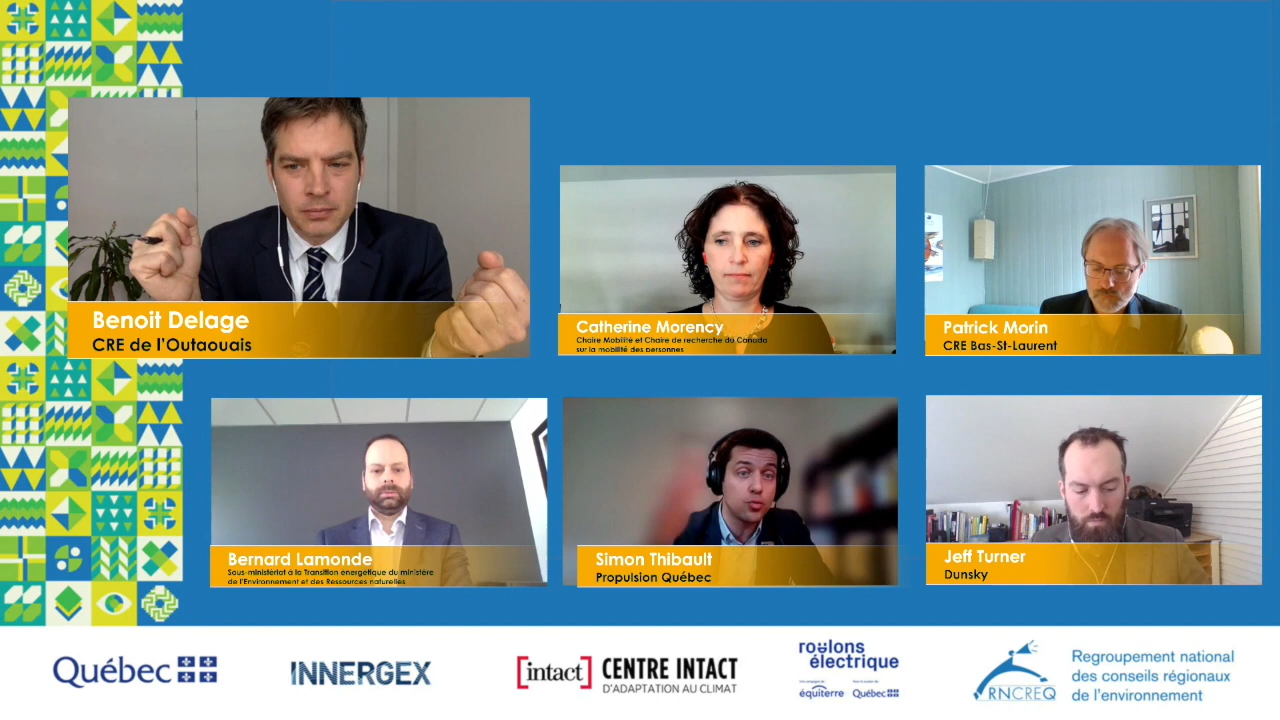 Benoit Delage
CRE de l'Outaouais
Catherine Morency
Chaire Mobilité et Chaire de recherche du Canada
sur la mobilité des personnes
Patrick Morin
CRE Bas-St-Laurent
Bernard Lamonde
Sous-ministériat à la Transition énergétique du ministère
de l'Environnement et des Ressources naturelles
Simon Thibault
Propulsion Québec
Jeff Turner
Dunsky
Québec
INNERGEX
[intact] CENTRE INTACT
D'ADAPTATION AU CLIMAT
roulons
électrique
équiterre
Québec
RNCREQ
Regroupement national
des conseils régionaux
de l'environnement